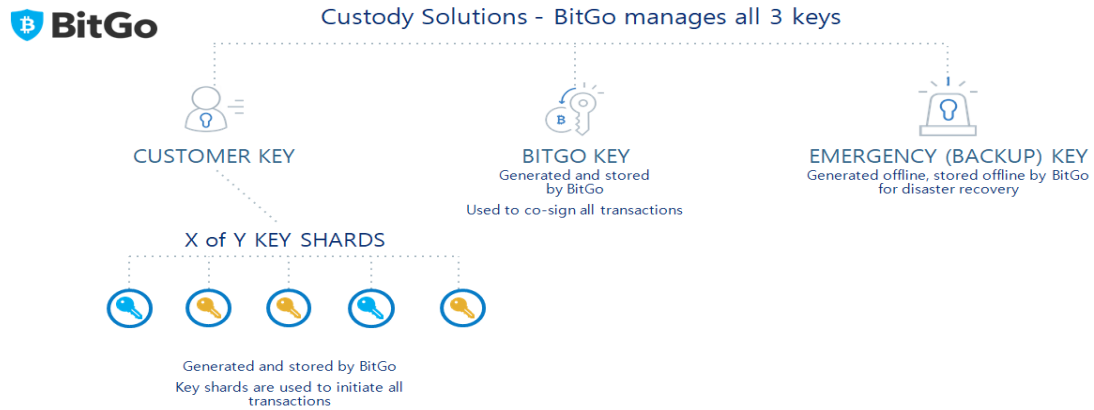 BitGo
Custody Solutions - BitGo manages all 3 keys
CUSTOMER KEY
BITGO KEY
Generated and stored
by BitGo
Used to co-sign all transactions
EMERGENCY (BACKUP) KEY
Generated offline, stored offline by BitGo
for disaster recovery
X of Y KEY SHARDS
Generated and stored by BitGo
Key shards are used to initiate all
transactions